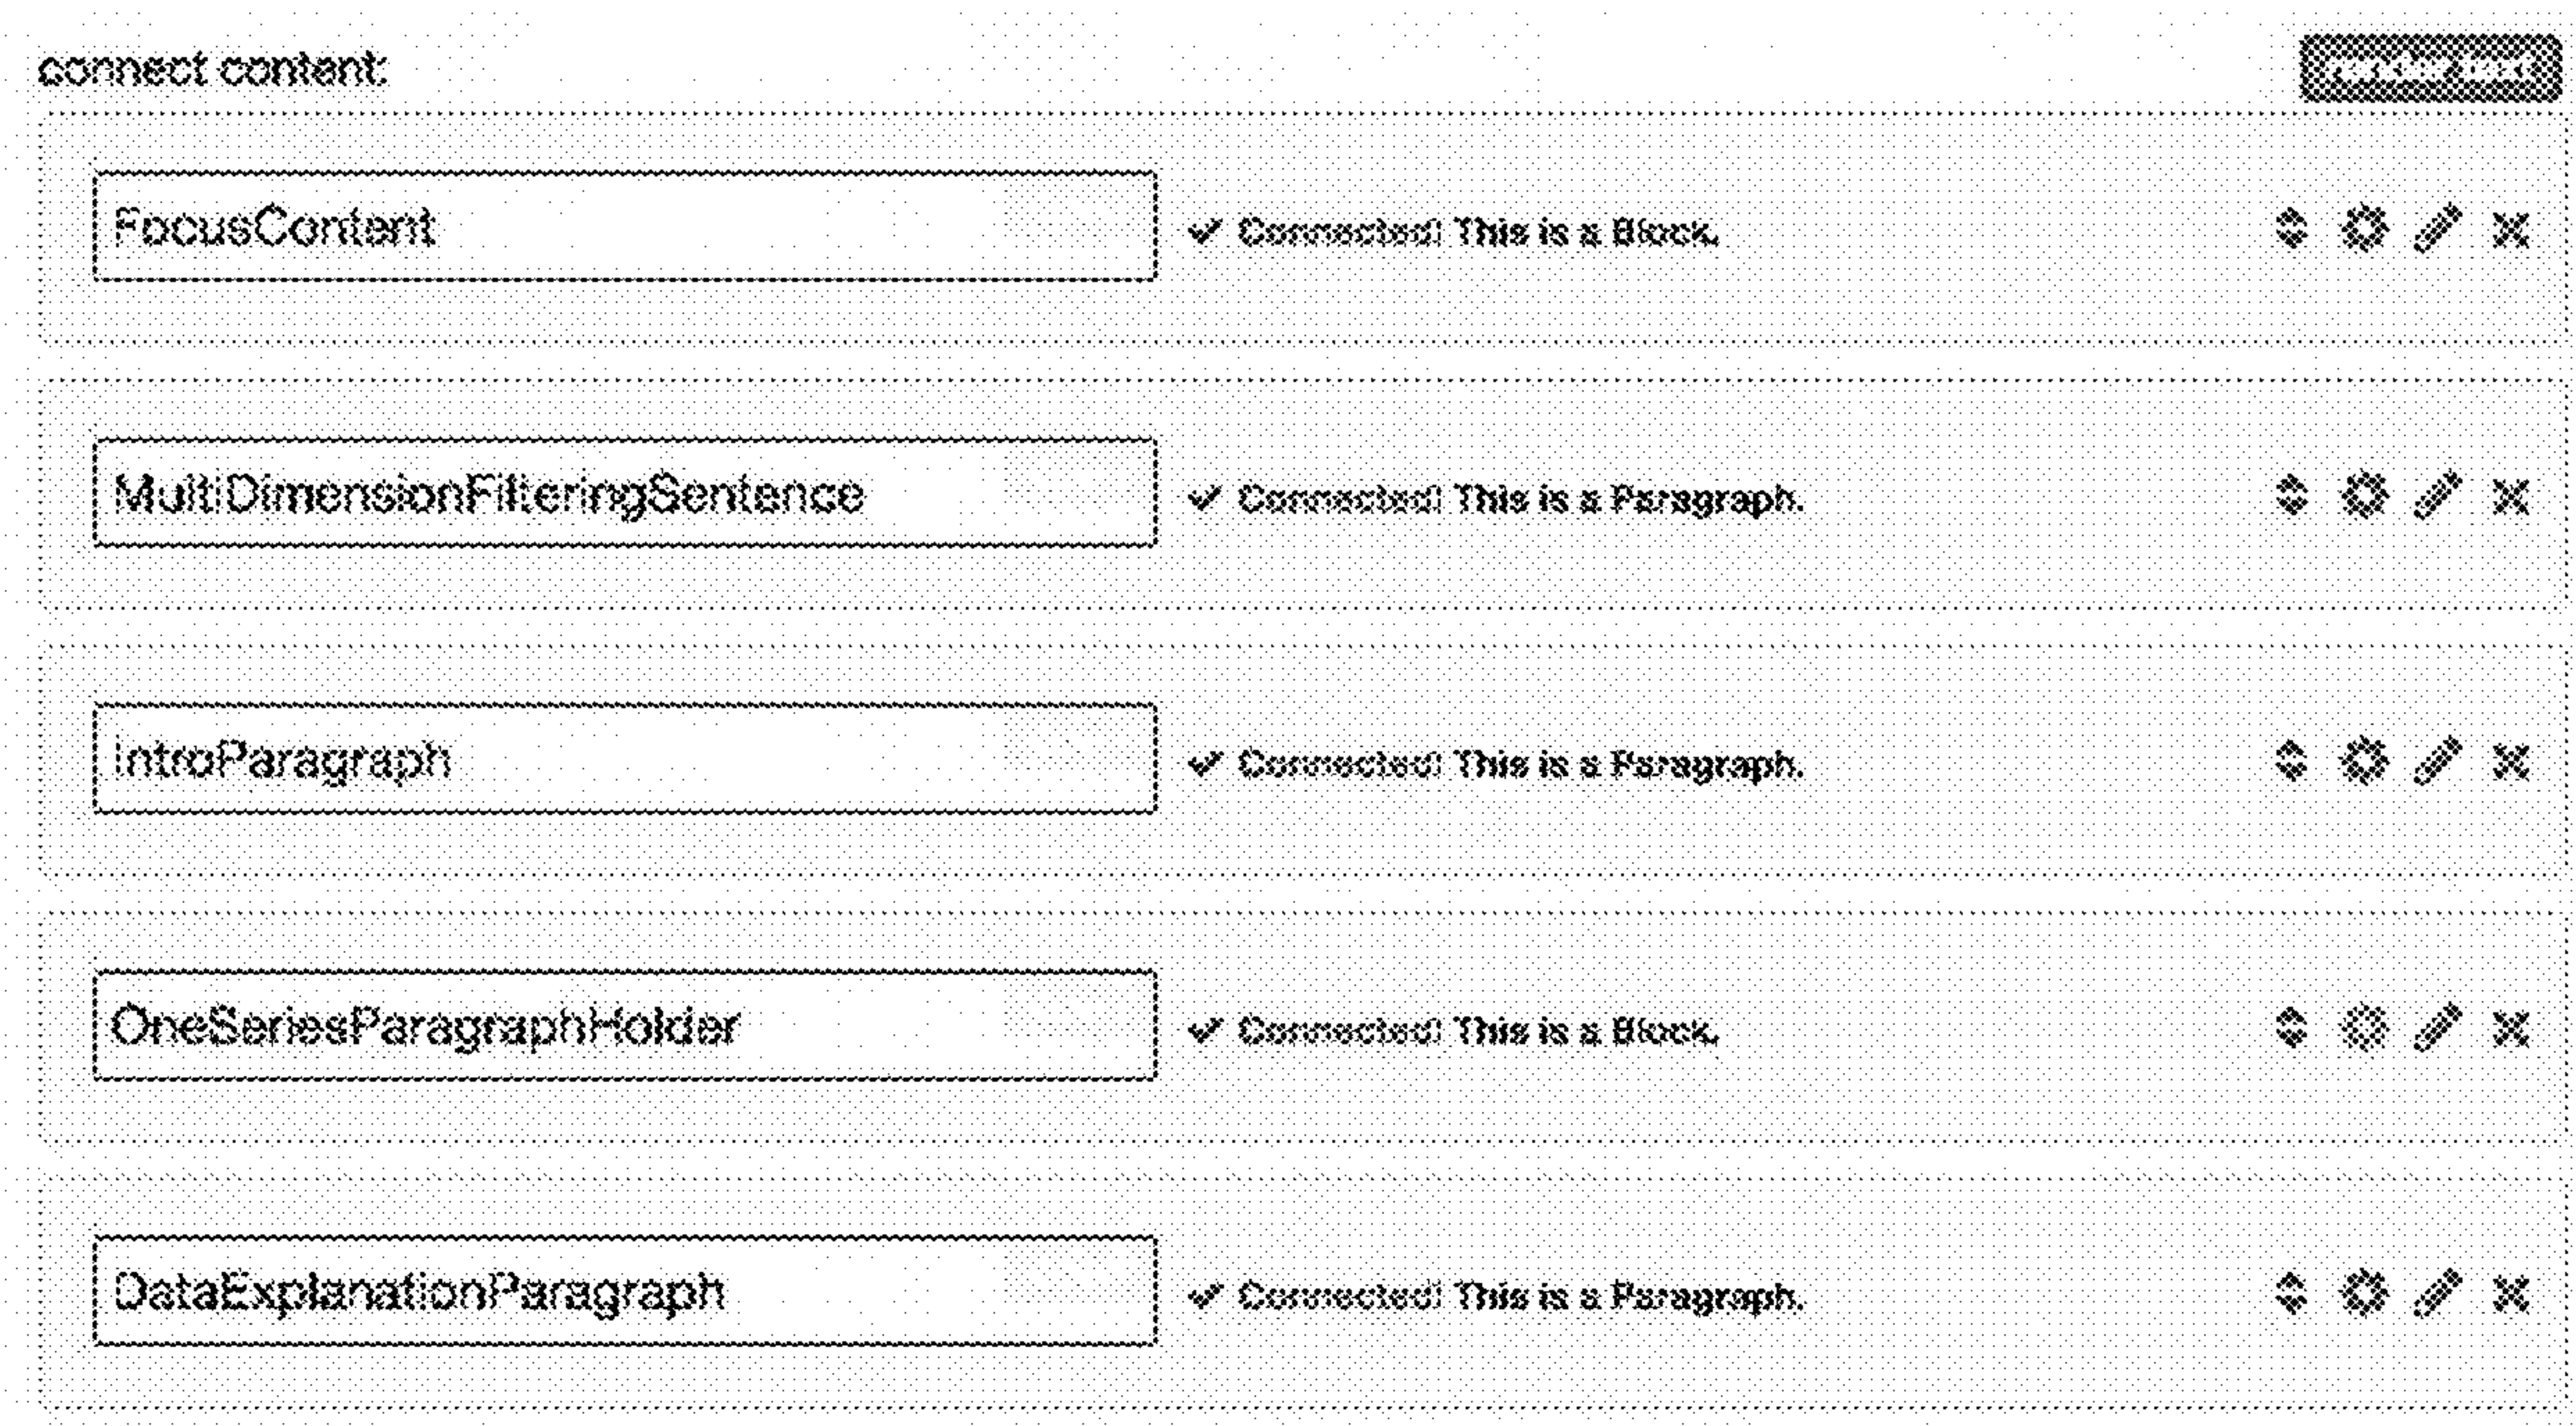 connect content:
FocusContent
✓ Connected! This is a Block.
MultiDimensionFilteringSentence
✓ Connected! This is a Paragraph.
IntroParagraph
✓ Connected! This is a Paragraph.
OneSeriesParagraphHolder
✓ Connected! This is a Block.
DataExplanationParagraph
✓ Connected! This is a Paragraph.